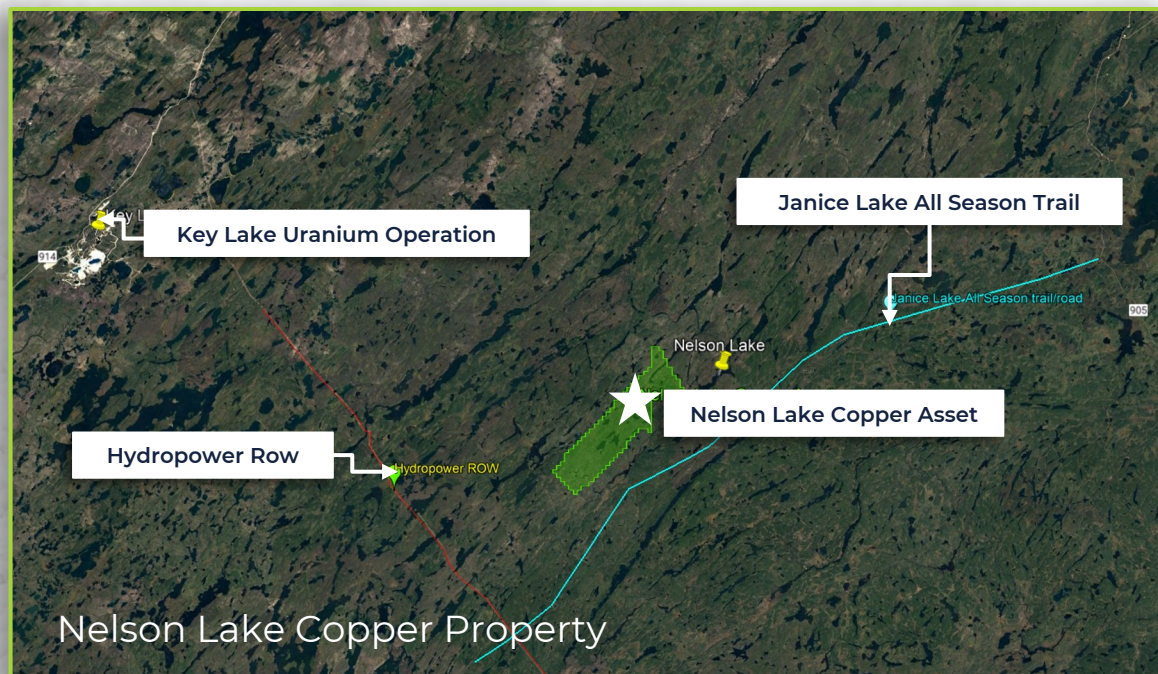 Janice Lake All Season Trail
Key L
Key Lake Uranium Operation
914
Janice Lake All Season trail/road
905
Nelson Lake
Nelson Lake Copper Asset
Hydropower Row
Hydropower ROW
Nelson Lake Copper Property